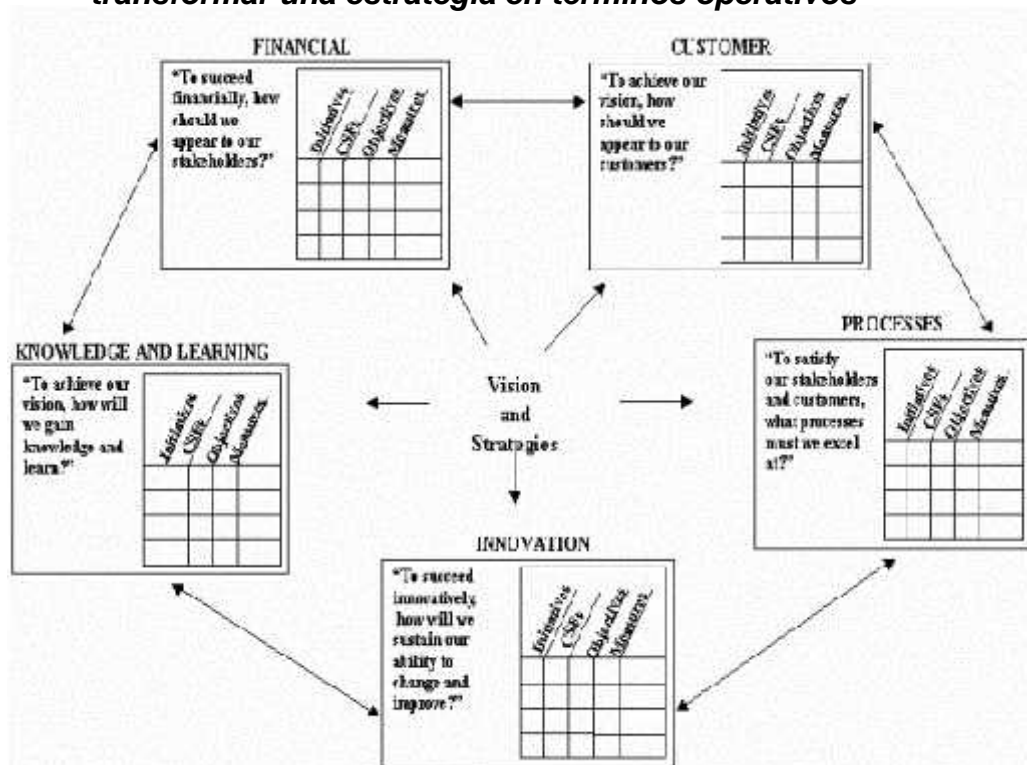 transformar una estrategia en términos operativos
FINANCIAL
"To succeed
financially, how
should we
appear to our
stakeholders?"
Initiatives
CSFs
Objectives
Measures
CUSTOMER
"To achieve our
vision, how
should we
appear to our
customers?"
Initiatives
CSFs
Objectives
Measures
KNOWLEDGE AND LEARNING
"To achieve our
vision, how will
we gain
knowledge and
learn?"
Initiatives
CSFs
Objectives
Measures
Vision
and
Strategies
PROCESSES
"To satisfy
our stakeholders
and customers,
what processes
must we excel
at?"
Initiatives
CSFs
Objectives
Measures
INNOVATION
"To succeed
innovatively,
how will we
sustain our
ability to
change and
improve?"
Initiatives
CSFs
Objectives
Measures